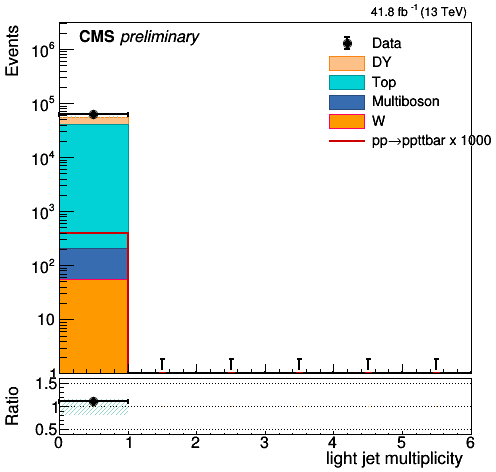 41.8 fb⁻¹ (13 TeV)
CMS preliminary
Events
10⁶
10⁵
10⁴
10³
10²
10
1
Data
DY
Top
Multiboson
W
pp→ppttbar x 1000
Ratio
1.5
1
0.5
0 1 2 3 4 5 6
light jet multiplicity